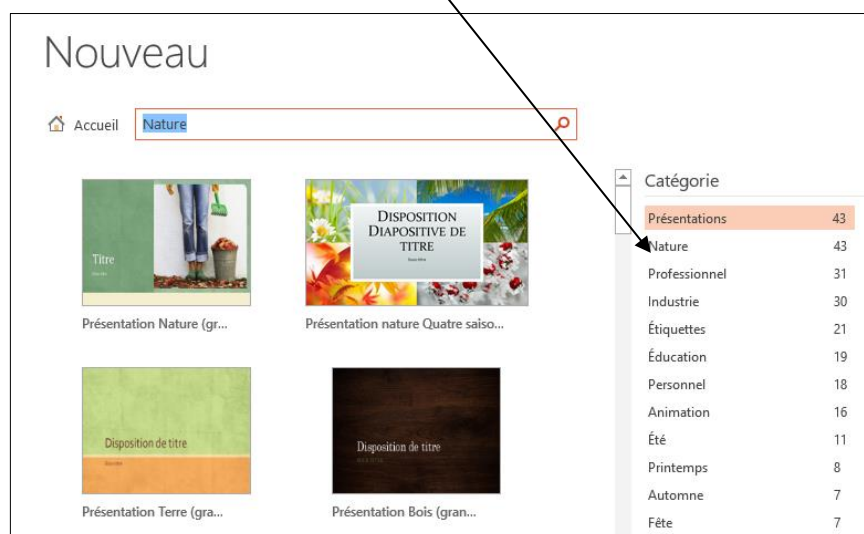 Nouveau
Accueil
Nature
Titre
Présentation Nature (gr...
DISPOSITION
DIAPOSITIVE DE
TITRE
Présentation nature Quatre saiso...
Disposition de titre
Présentation Terre (gra...
Disposition de titre
Présentation Bois (gran...
Catégorie
Présentations 43
Nature 43
Professionnel 31
Industrie 30
Étiquettes 21
Éducation 19
Personnel 18
Animation 16
Été 11
Printemps 8
Automne 7
Fête 7